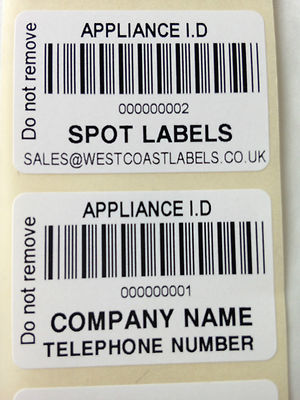 APPLIANCE I.D
Do not remove
000000002
SPOT LABELS
SALES@WESTCOASTLABELS.CO.UK
APPLIANCE I.D
Do not remove
000000001
COMPANY NAME
TELEPHONE NUMBER